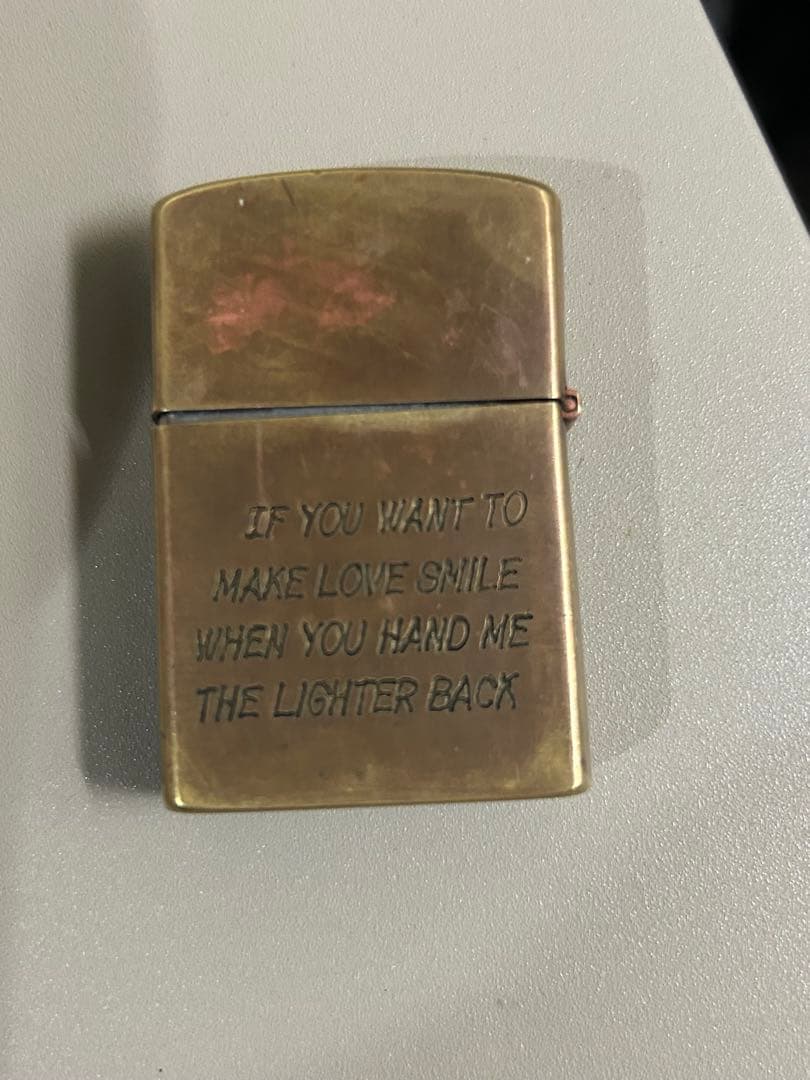 IF YOU WANT TO
MAKE LOVE SMILE
WHEN YOU HAND ME
THE LIGHTER BACK